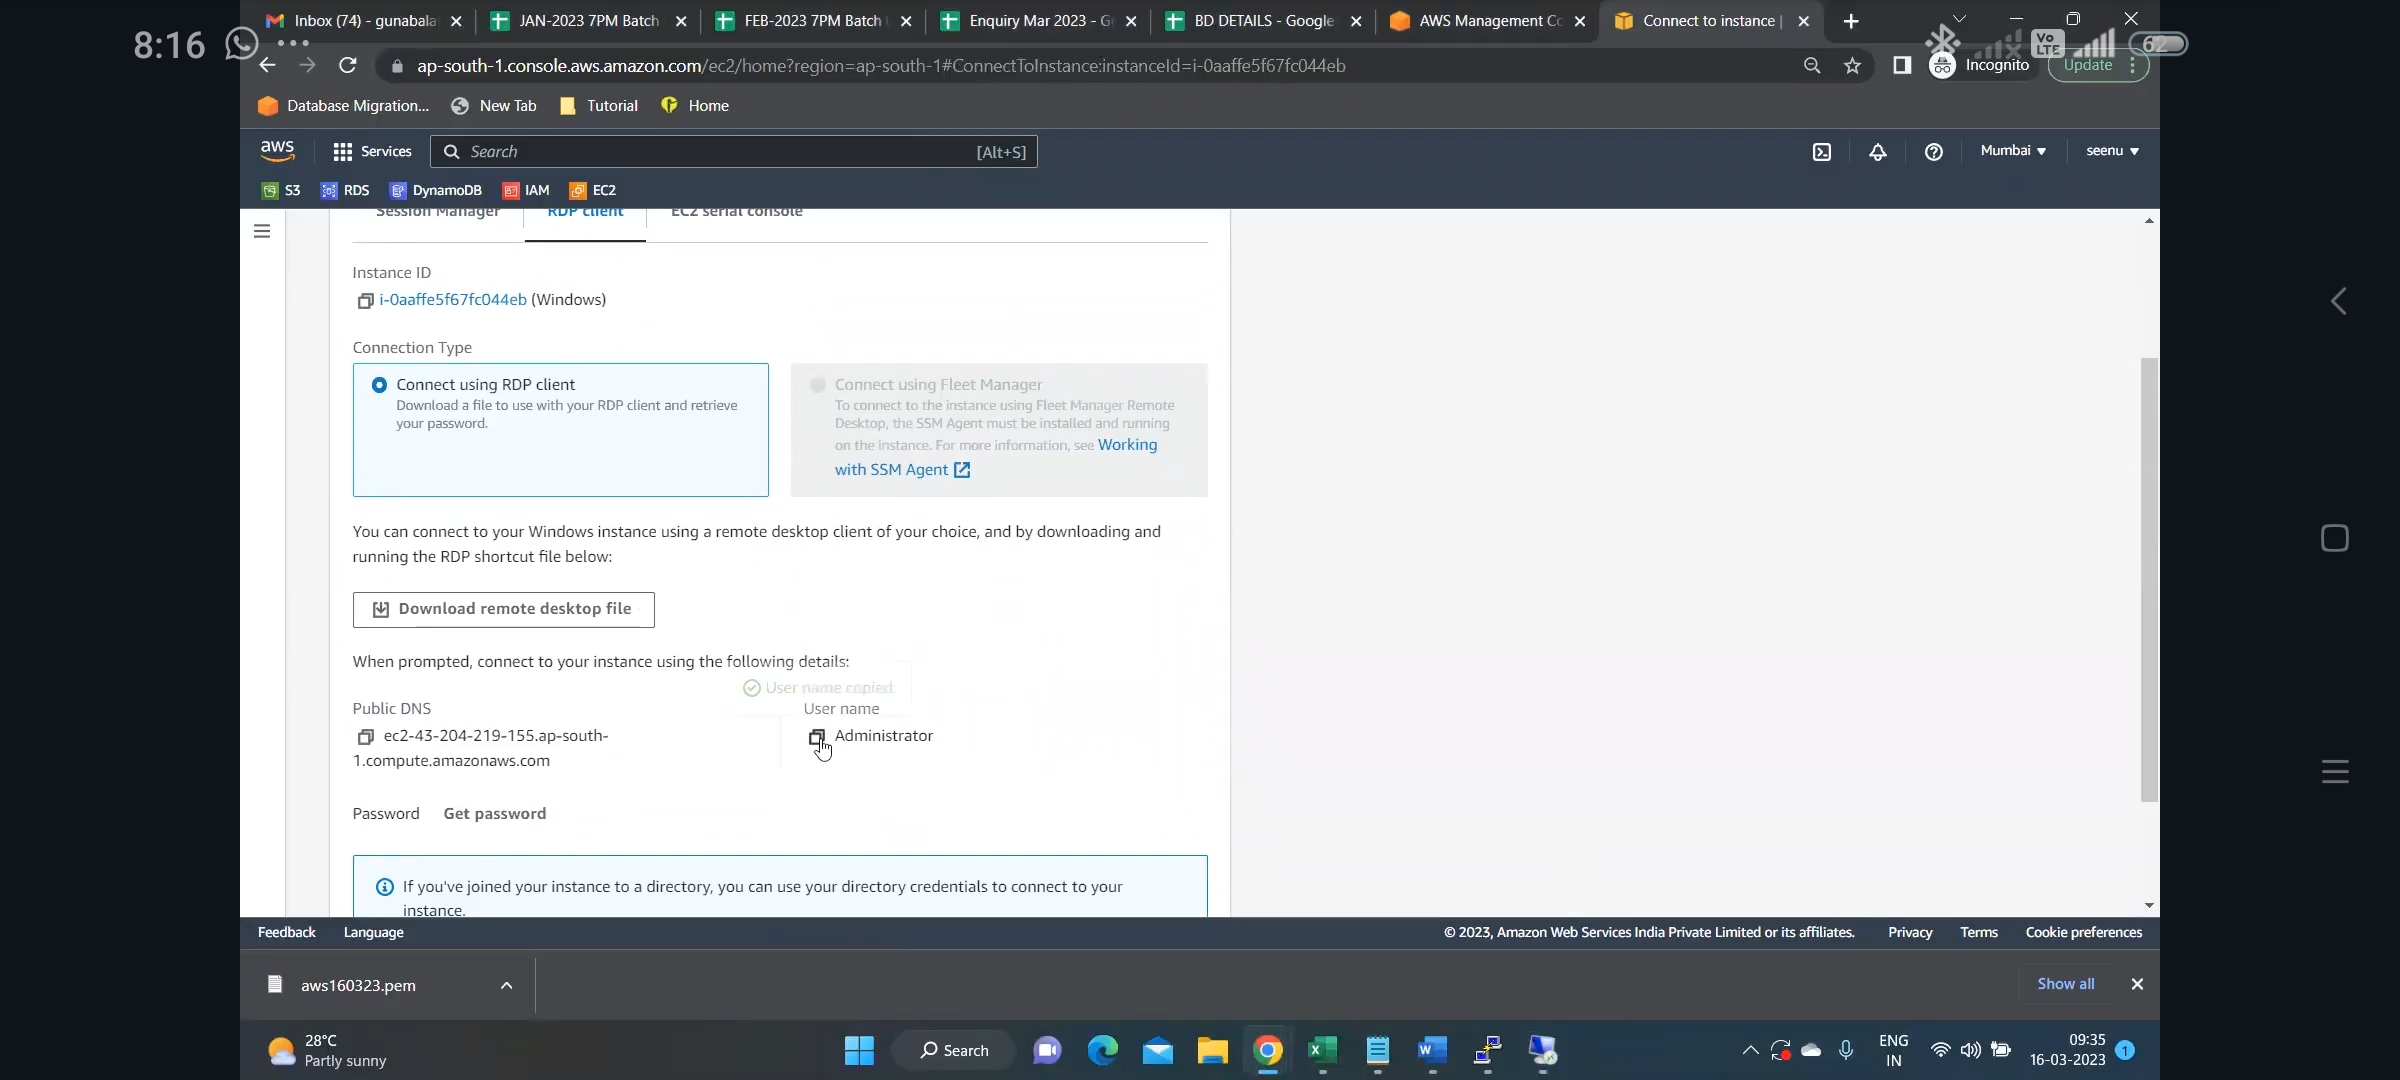 8:16
62
Inbox (74) - gunabala
JAN-2023 7PM Batch
FEB-2023 7PM Batch
Enquiry Mar 2023 - G
BD DETAILS - Google
AWS Management Co
Connect to instance |
ap-south-1.console.aws.amazon.com/ec2/home?region=ap-south-1#ConnectToInstance:instanceId=i-0aaffe5f67fc044eb
Incognito
Update
Vo
LTE
Database Migration...
New Tab
Tutorial
Home
aws
Services
Search
[Alt+S]
Mumbai
seenu
S3
RDS
DynamoDB
IAM
EC2
Session Manager
RDP client
EC2 serial console
Instance ID
i-0aaffe5f67fc044eb (Windows)
Connection Type
Connect using RDP client
Download a file to use with your RDP client and retrieve
your password.
Connect using Fleet Manager
To connect to the instance using Fleet Manager Remote
Desktop, the SSM Agent must be installed and running
on the instance. For more information, see Working
with SSM Agent
You can connect to your Windows instance using a remote desktop client of your choice, and by downloading and
running the RDP shortcut file below:
Download remote desktop file
When prompted, connect to your instance using the following details:
User name copied
Public DNS
ec2-43-204-219-155.ap-south-
1.compute.amazonaws.com
User name
Administrator
Password
Get password
If you've joined your instance to a directory, you can use your directory credentials to connect to your
instance.
Feedback
Language
© 2023, Amazon Web Services India Private Limited or its affiliates.
Privacy
Terms
Cookie preferences
aws160323.pem
Show all
28°C
Partly sunny
Search
ENG
IN
09:35
16-03-2023
1